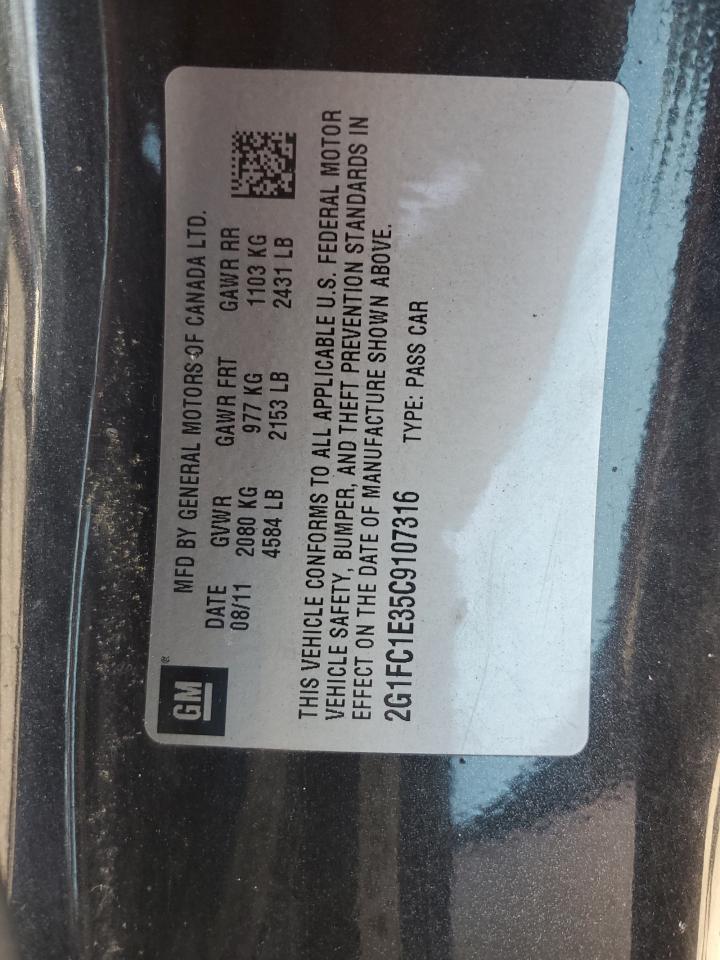 GM ®
MFD BY GENERAL MOTORS OF CANADA LTD.
DATE GVWR GAWR FRT GAWR RR
08/11 2080 KG 977 KG 1103 KG
4584 LB 2153 LB 2431 LB
THIS VEHICLE CONFORMS TO ALL APPLICABLE U.S. FEDERAL MOTOR
VEHICLE SAFETY, BUMPER, AND THEFT PREVENTION STANDARDS IN
EFFECT ON THE DATE OF MANUFACTURE SHOWN ABOVE.
2G1FC1E35C9107316 TYPE: PASS CAR